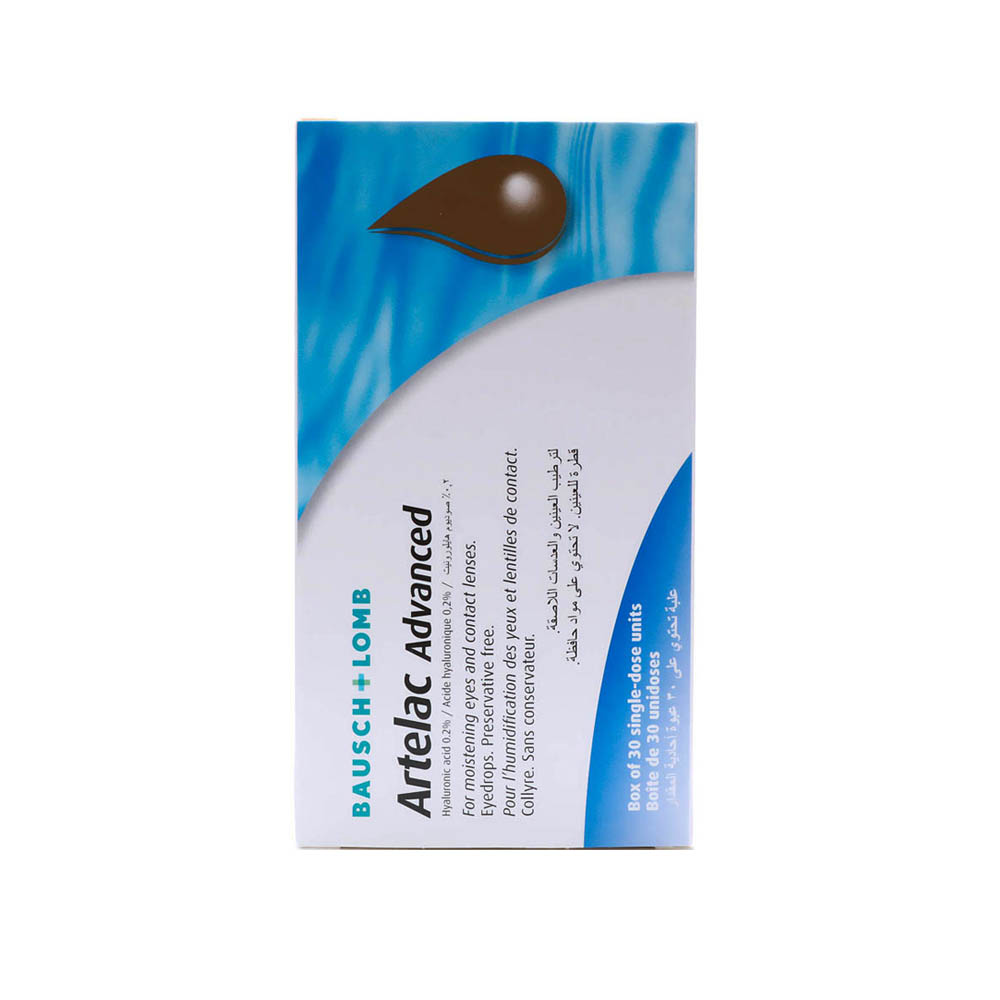 BAUSCH+LOMB
Artelac Advanced
Hyaluronic acid 0.2% / Acide hyaluronique 0,2% / صوديوم هيالورونيت ٠,٢٪
For moistening eyes and contact lenses.
Eyedrops. Preservative free.
Pour l'humidification des yeux et lentilles de contact.
Collyre. Sans conservateur.
لترطيب العينين والعدسات اللاصقة.
قطرة للعينين. لا تحتوي على مواد حافظة.
Box of 30 single-dose units
Boite de 30 unidoses
علبة تحتوي على ٣٠ عبوة أحادية المقدار